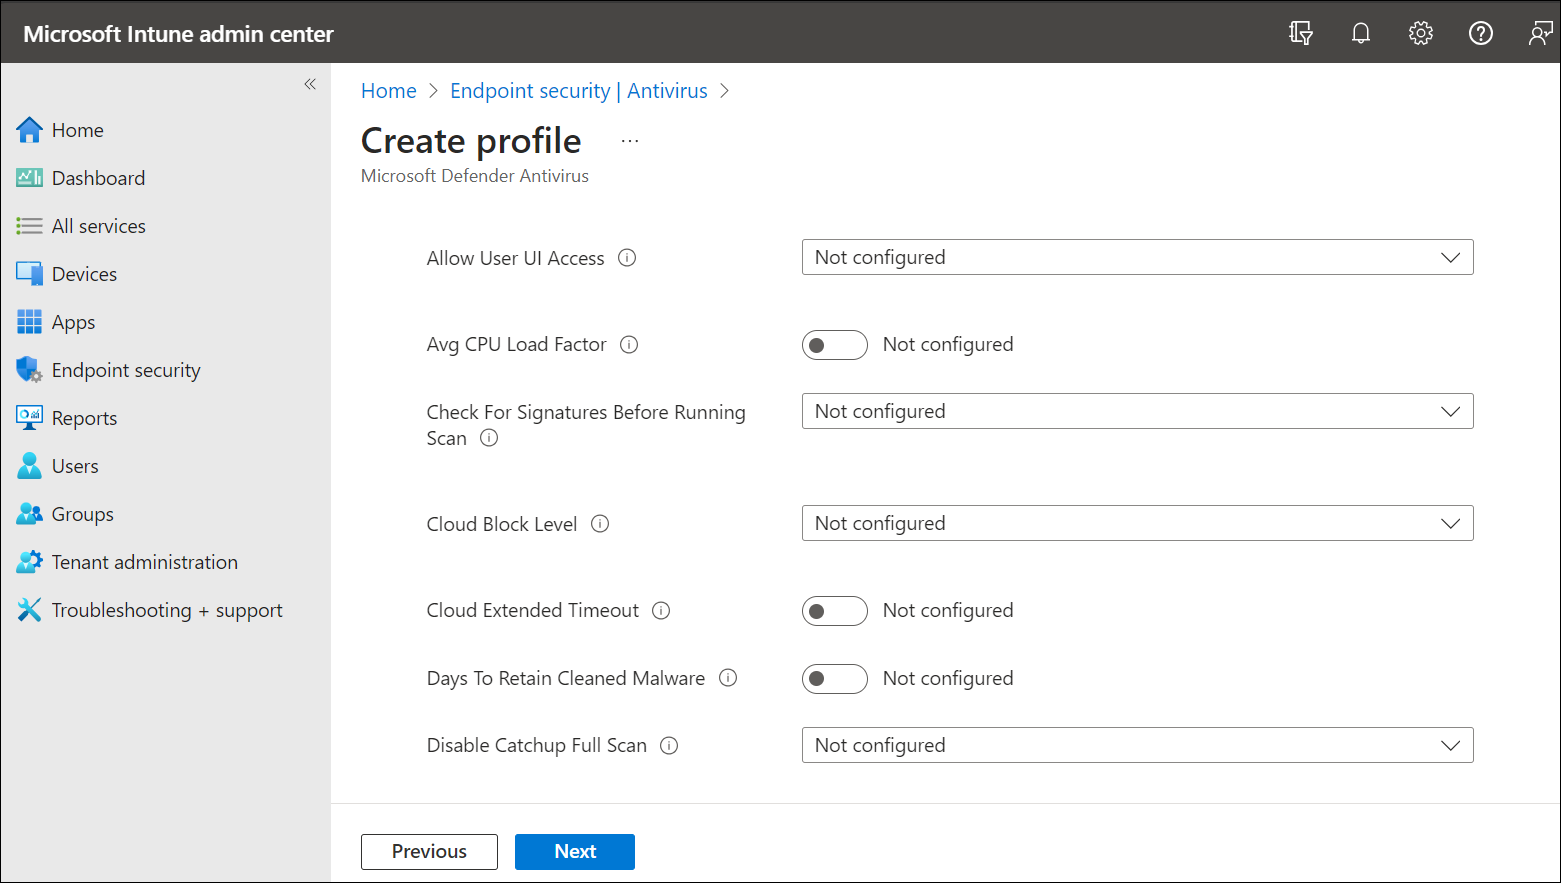 Microsoft Intune admin center
Home
Dashboard
All services
Devices
Apps
Endpoint security
Reports
Users
Groups
Tenant administration
Troubleshooting + support
Home > Endpoint security | Antivirus >
Create profile ...
Microsoft Defender Antivirus
Allow User UI Access
Not configured
Avg CPU Load Factor
Not configured
Check For Signatures Before Running
Scan
Not configured
Cloud Block Level
Not configured
Cloud Extended Timeout
Not configured
Days To Retain Cleaned Malware
Not configured
Disable Catchup Full Scan
Not configured
Previous
Next